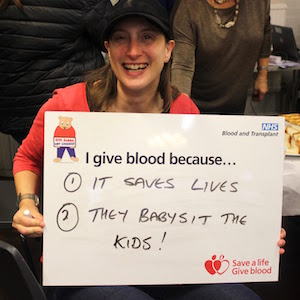 NHS
Blood and Transplant
I give blood because...
① IT SAVES LIVES
② THEY BABYSIT THE
KIDS!
Save a life
Give blood